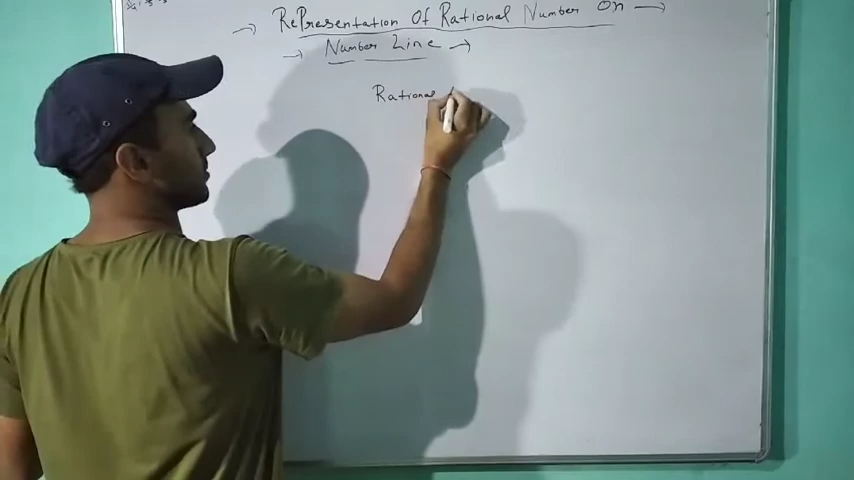 → RePresentation Of Rational Number On →
→ Number Line →
Rational